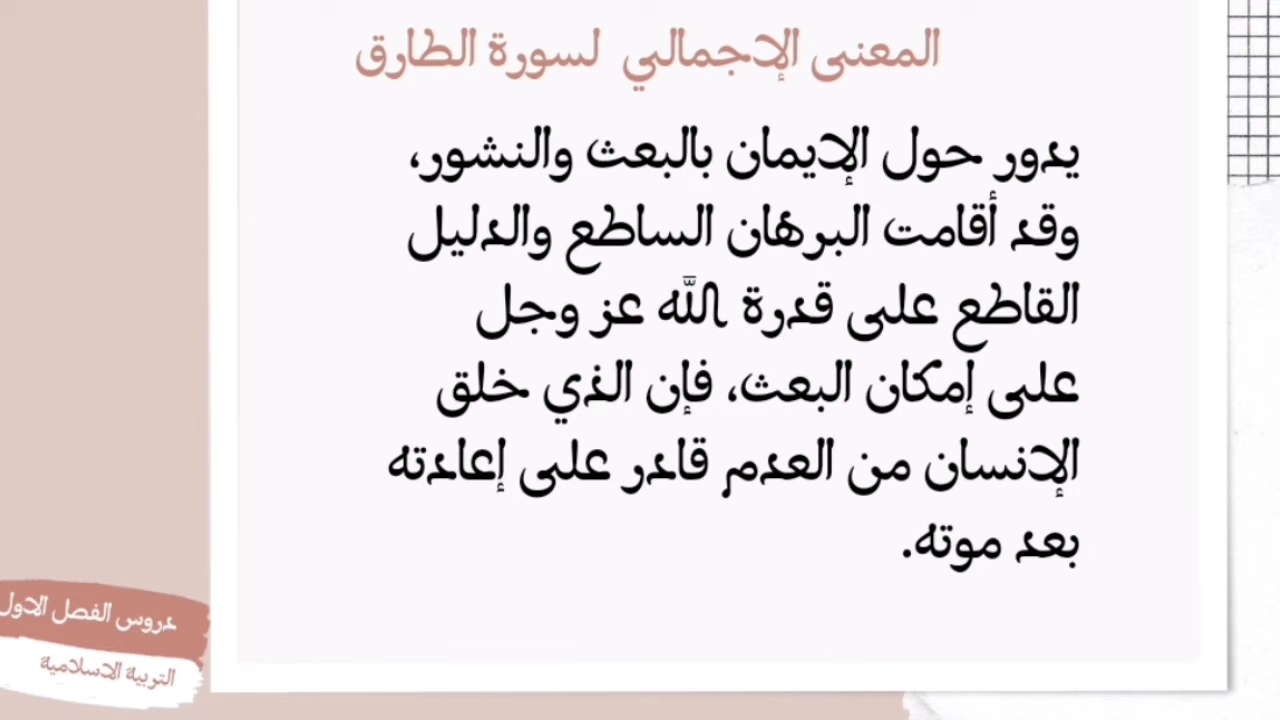 المعنى الإجمالي لسورة الطارق
يدور حول الإيمان بالبعث والنشور،
وقد أقامت البرهان الساطع والدليل
القاطع على قدرة الله عز وجل
على إمكان البعث، فإن الذي خلق
الإنسان من العدم قادر على إعادته
بعد موته.
دروس الفصل الاول
التربية الاسلامية